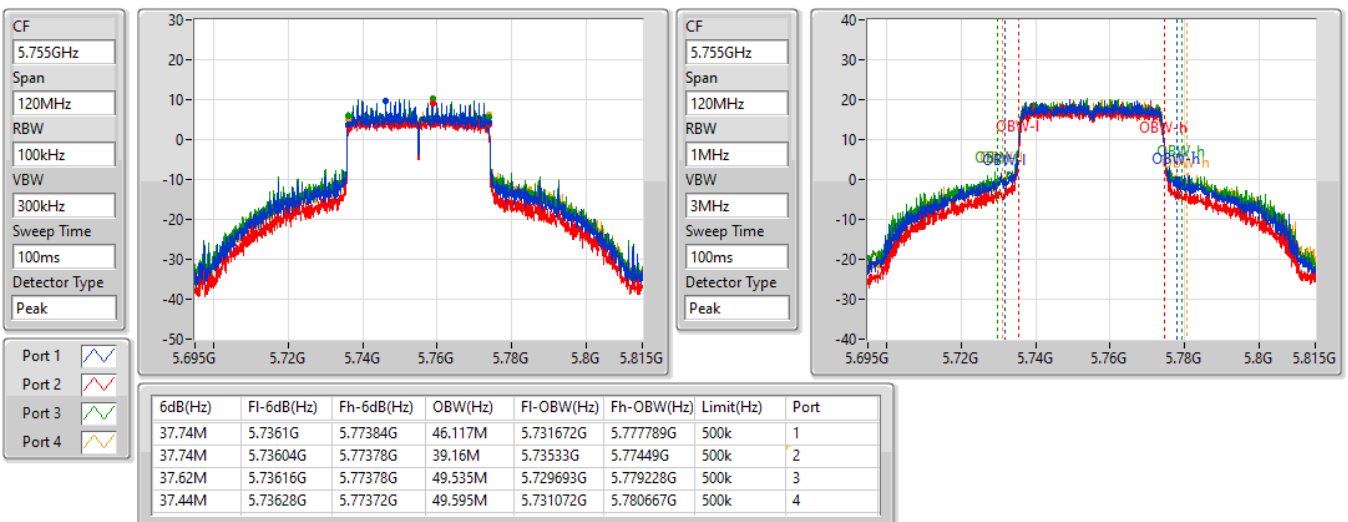 CF
5.755GHz
Span
120MHz
RBW
100kHz
VBW
300kHz
Sweep Time
100ms
Detector Type
Peak
30
20
10
0
-10
-20
-30
-40
-50
5.695G 5.72G 5.74G 5.76G 5.78G 5.8G 5.815G
CF
5.755GHz
Span
120MHz
RBW
1MHz
VBW
3MHz
Sweep Time
100ms
Detector Type
Peak
40
30
20
10
0
-10
-20
-30
-40
OBW-l
OBW-h
OBW-l
OBW-h
OBW-h
5.695G 5.72G 5.74G 5.76G 5.78G 5.8G 5.815G
Port 1
Port 2
Port 3
Port 4
6dB(Hz) Fl-6dB(Hz) Fh-6dB(Hz) OBW(Hz) Fl-OBW(Hz) Fh-OBW(Hz) Limit(Hz) Port
37.74M 5.7361G 5.77384G 46.117M 5.731672G 5.777789G 500k 1
37.74M 5.73604G 5.77378G 39.16M 5.73533G 5.77449G 500k 2
37.62M 5.73616G 5.77378G 49.535M 5.729693G 5.779228G 500k 3
37.44M 5.73628G 5.77372G 49.595M 5.731072G 5.780667G 500k 4